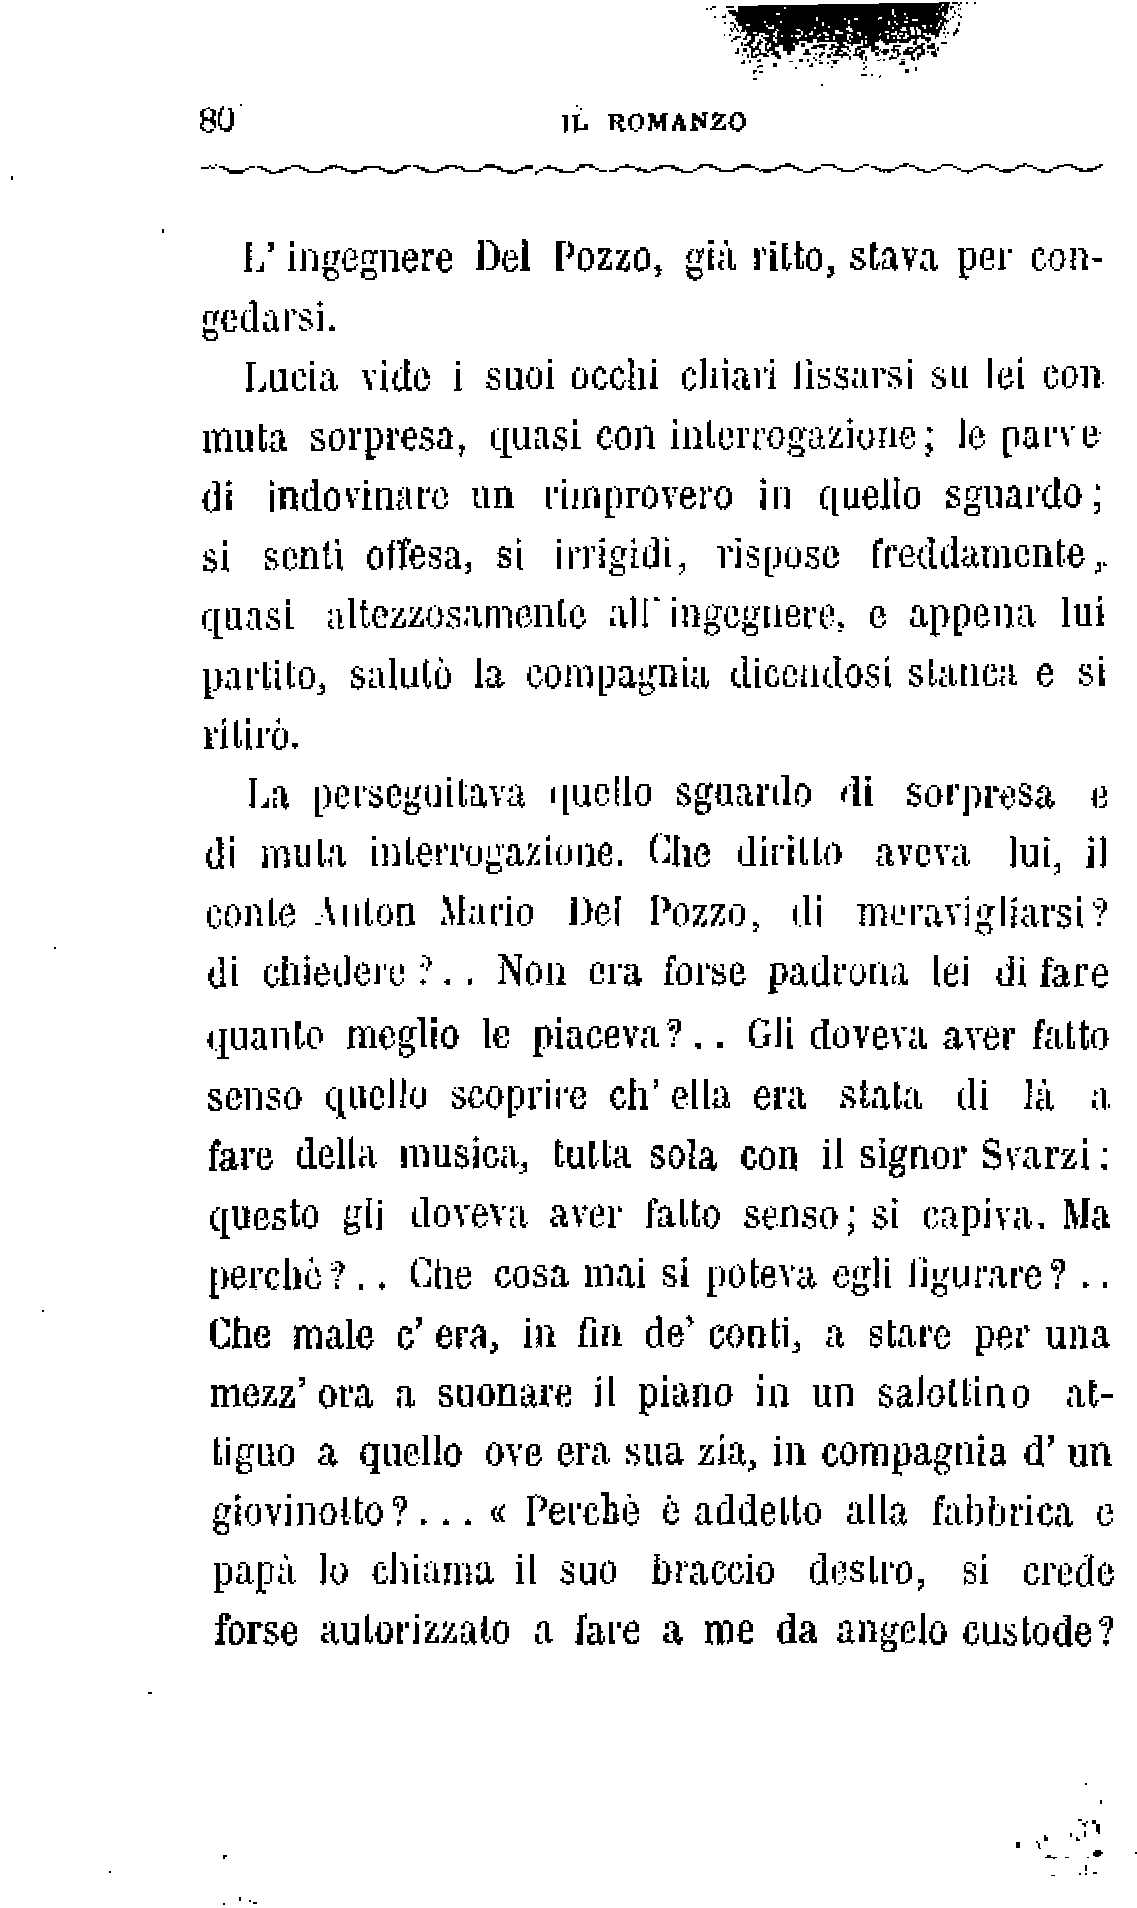 80 IL ROMANZO
L' ingegnere Del Pozzo, già ritto, stava per con-
gedarsi.
Lucia vide i suoi occhi chiari fissarsi su lei con
muta sorpresa, quasi con interrogazione; le parve
di indovinare un rimprovero in quello sguardo;
si sentì offesa, si irrigidì, rispose freddamente,
quasi altezzosamente all' ingegnere, e appena lui
partito, salutò la compagnia dicendosi stanca e si
ritirò.
La perseguitava quello sguardo di sorpresa e
di muta interrogazione. Che diritto aveva lui, il
conte Anton Mario Del Pozzo, di meravigliarsi?
di chiedere?.. Non era forse padrona lei di fare
quanto meglio le piaceva?.. Gli doveva aver fatto
senso quello scoprire ch' ella era stata di là a
fare della musica, tutta sola con il signor Svarzi:
questo gli doveva aver fatto senso; si capiva. Ma
perchè?.. Che cosa mai si poteva egli figurare?..
Che male c' era, in fin de' conti, a stare per una
mezz' ora a suonare il piano in un salottino at-
tiguo a quello ove era sua zia, in compagnia d' un
giovinotto?... « Perchè è addetto alla fabbrica e
papà lo chiama il suo braccio destro, si crede
forse autorizzato a fare a me da angelo custode?